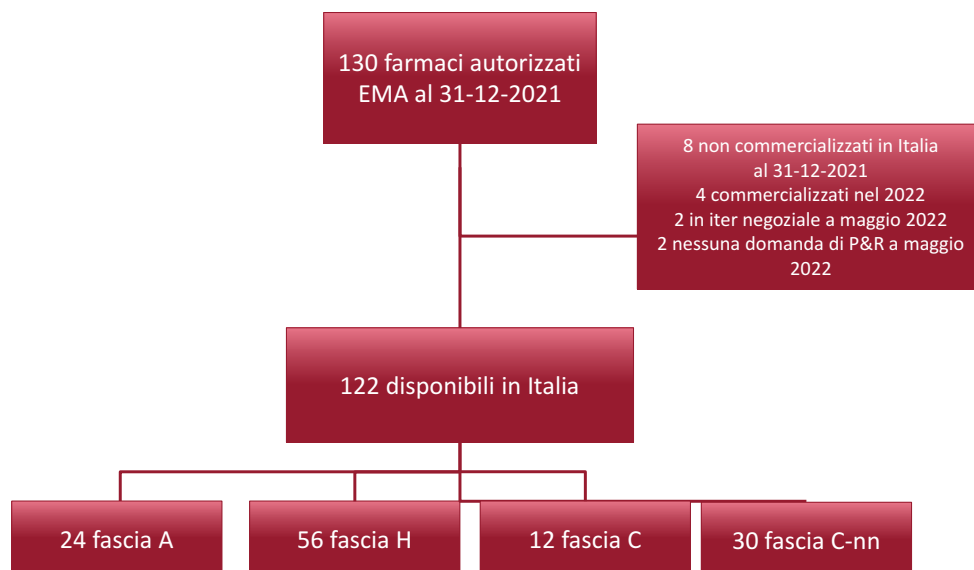 130 farmaci autorizzati
EMA al 31-12-2021
8 non commercializzati in Italia
al 31-12-2021
4 commercializzati nel 2022
2 in iter negoziale a maggio 2022
2 nessuna domanda di P&R a maggio
2022
122 disponibili in Italia
24 fascia A
56 fascia H
12 fascia C
30 fascia C-nn